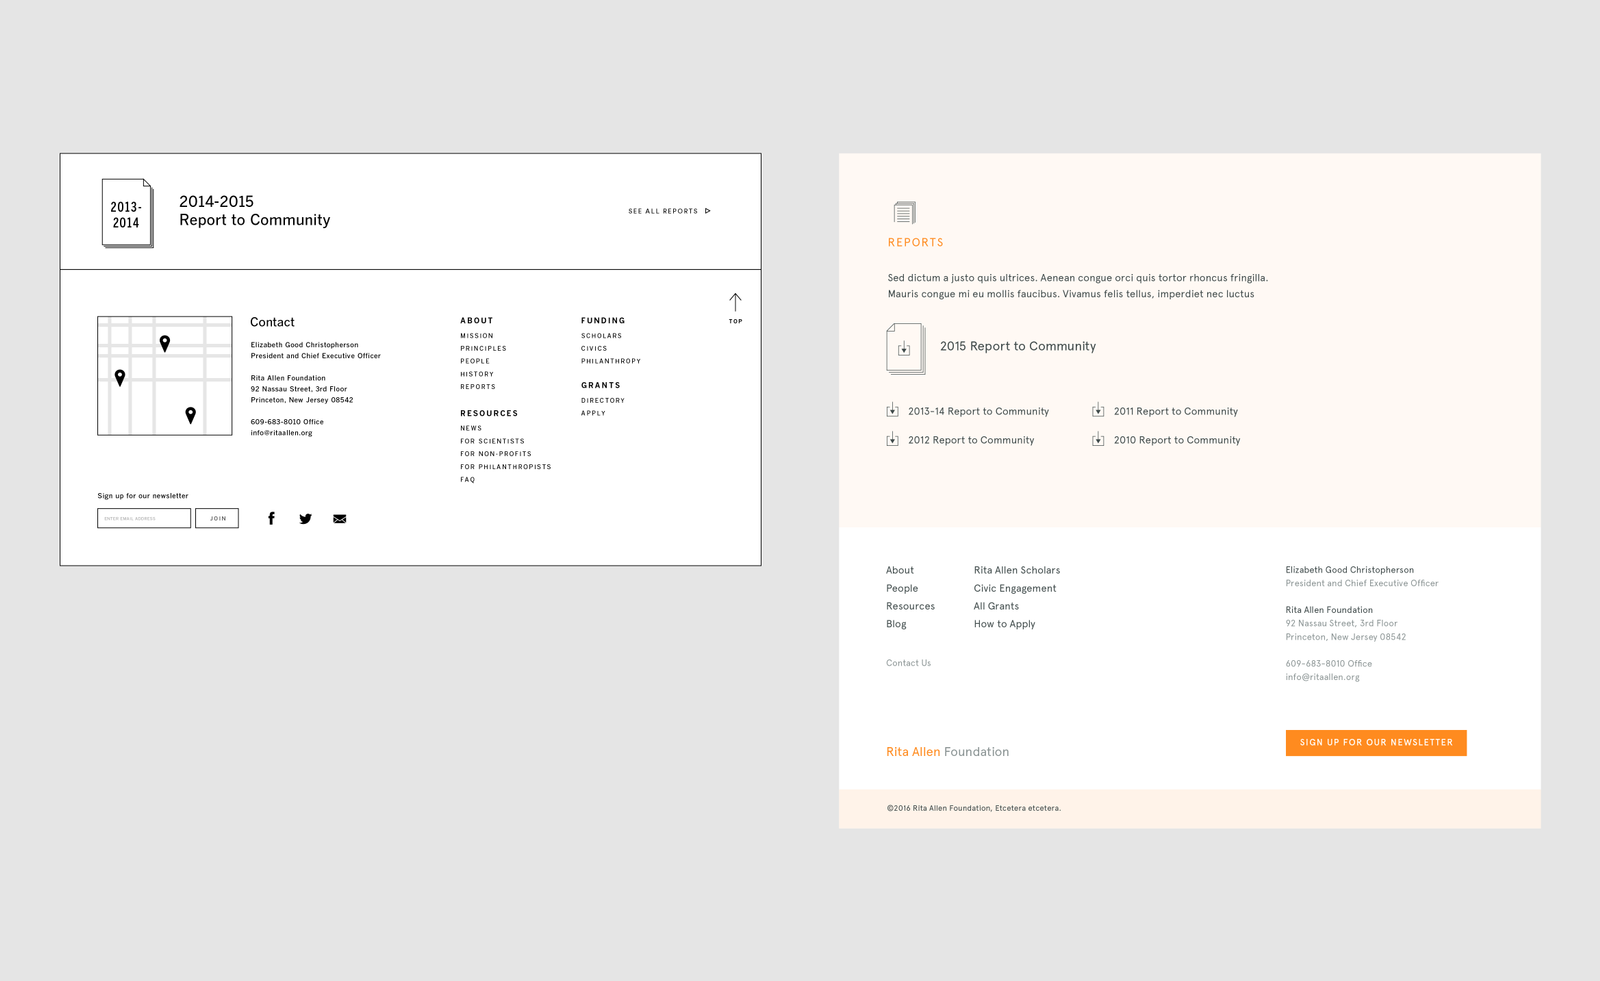 2013-
2014
2014-2015
Report to Community
SEE ALL REPORTS
TOP
Contact
Elizabeth Good Christopherson
President and Chief Executive Officer
Rita Allen Foundation
92 Nassau Street, 3rd Floor
Princeton, New Jersey 08542
609-683-8010 Office
info@ritaallen.org
ABOUT
MISSION
PRINCIPLES
PEOPLE
HISTORY
REPORTS
RESOURCES
NEWS
FOR SCIENTISTS
FOR NON-PROFITS
FOR PHILANTHROPISTS
FAQ
FUNDING
SCHOLARS
CIVICS
PHILANTHROPY
GRANTS
DIRECTORY
APPLY
Sign up for our newsletter
ENTER EMAIL ADDRESS
JOIN
REPORTS
Sed dictum a justo quis ultrices. Aenean congue orci quis tortor rhoncus fringilla.
Mauris congue mi eu mollis faucibus. Vivamus felis tellus, imperdiet nec luctus
2015 Report to Community
2013-14 Report to Community
2011 Report to Community
2012 Report to Community
2010 Report to Community
About
People
Resources
Blog
Contact Us
Rita Allen Scholars
Civic Engagement
All Grants
How to Apply
Elizabeth Good Christopherson
President and Chief Executive Officer
Rita Allen Foundation
92 Nassau Street, 3rd Floor
Princeton, New Jersey 08542
609-683-8010 Office
info@ritaallen.org
Rita Allen Foundation
SIGN UP FOR OUR NEWSLETTER
©2016 Rita Allen Foundation, Etcetera etcetera.